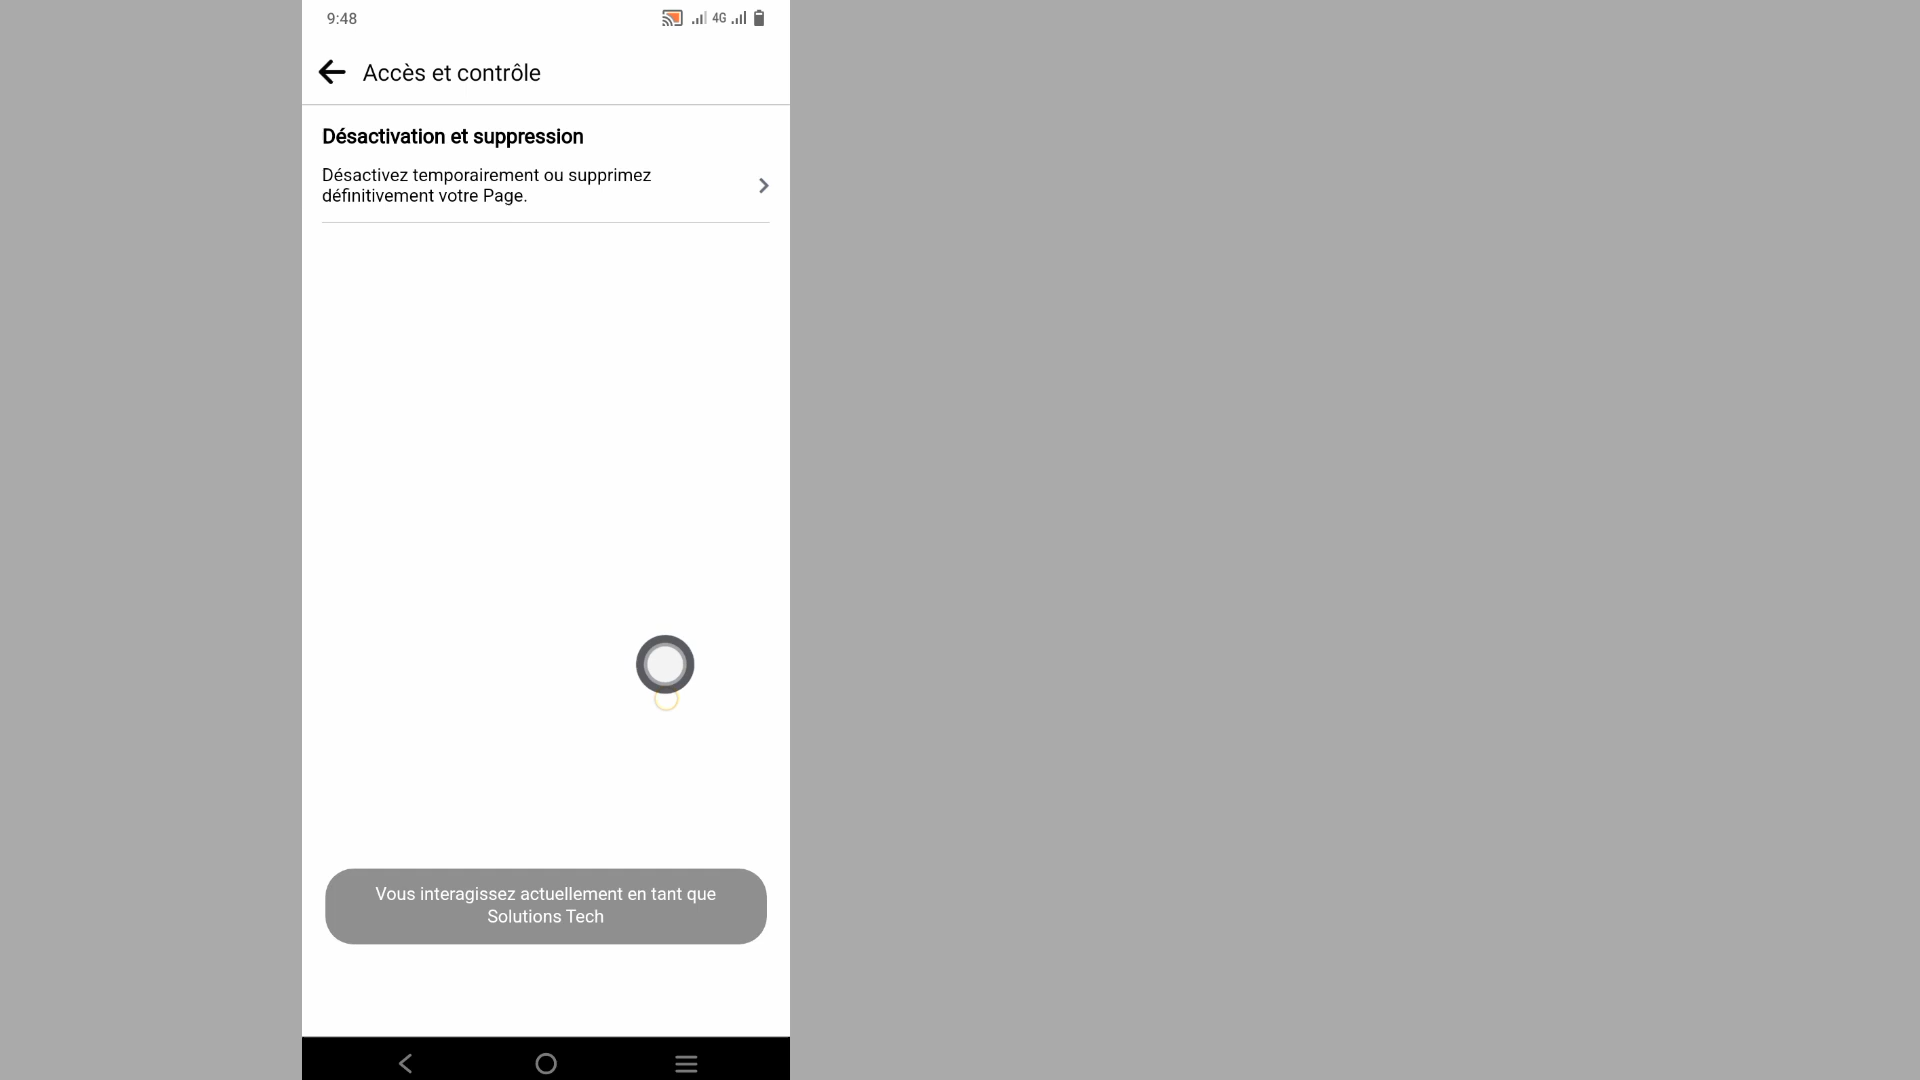 9:48
4G
Accès et contrôle
Désactivation et suppression
Désactivez temporairement ou supprimez
définitivement votre Page.
Vous interagissez actuellement en tant que
Solutions Tech